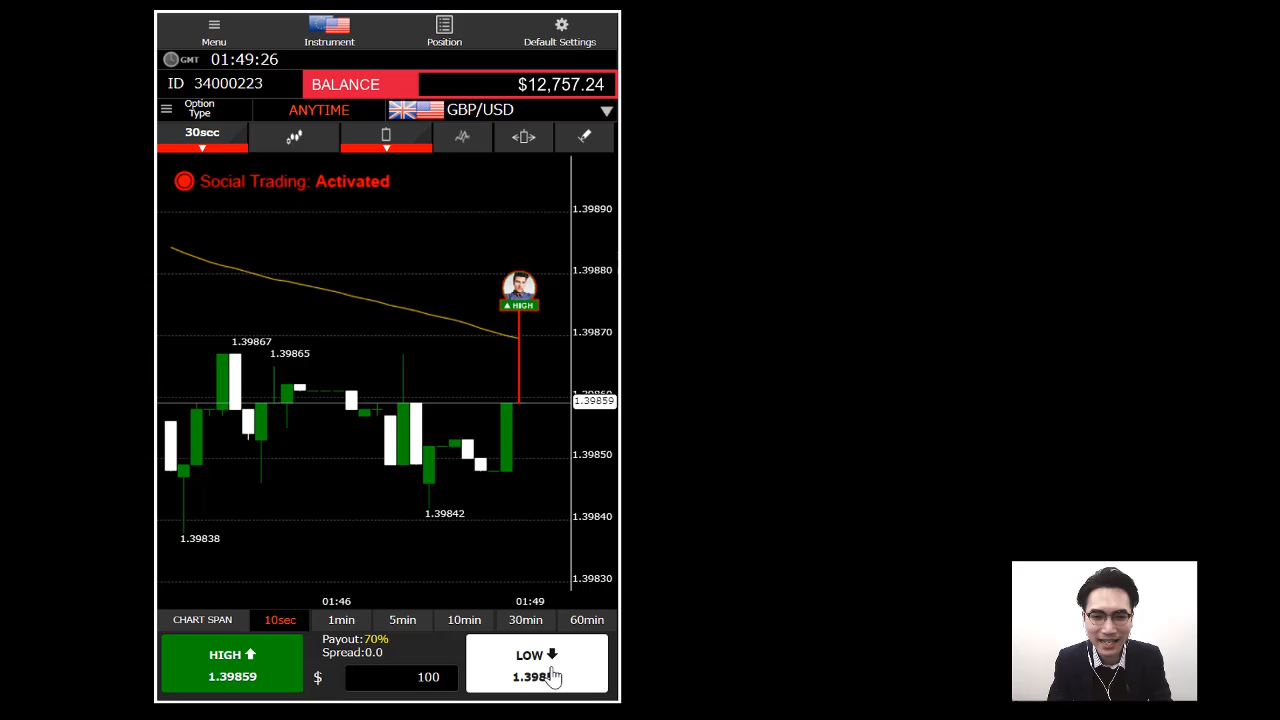 Menu
Instrument
Position
Default Settings
GMT 01:49:26
ID 34000223
BALANCE
$12,757.24
Option Type
ANYTIME
GBP/USD
30sec
Social Trading: Activated
1.39890
1.39880
HIGH
1.39870
1.39867
1.39865
1.39859
1.39850
1.39842
1.39840
1.39838
1.39830
01:46
01:49
CHART SPAN
10sec
1min
5min
10min
30min
60min
HIGH
1.39859
Payout:70%
Spread:0.0
$
100
LOW